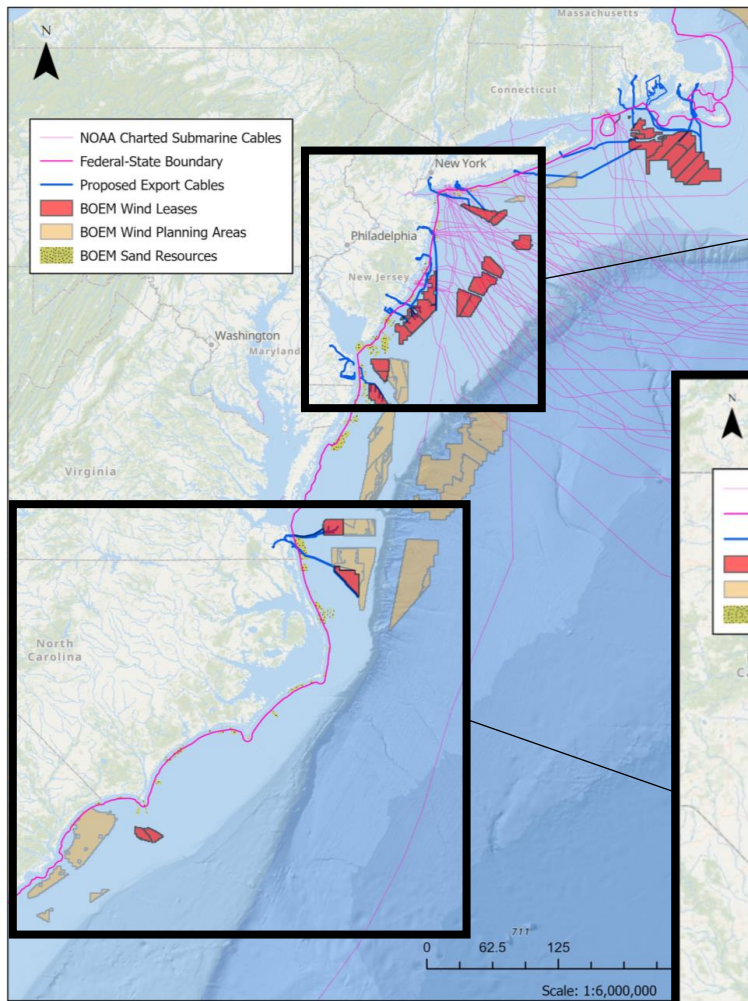 Massachusetts
N
Connecticut
NOAA Charted Submarine Cables
Federal-State Boundary
Proposed Export Cables
BOEM Wind Leases
BOEM Wind Planning Areas
BOEM Sand Resources
New York
Philadelphia
New Jersey
Washington
Maryland
N
Virginia
North
Carolina
Ca
711
0 62.5 125
Scale: 1:6,000,000